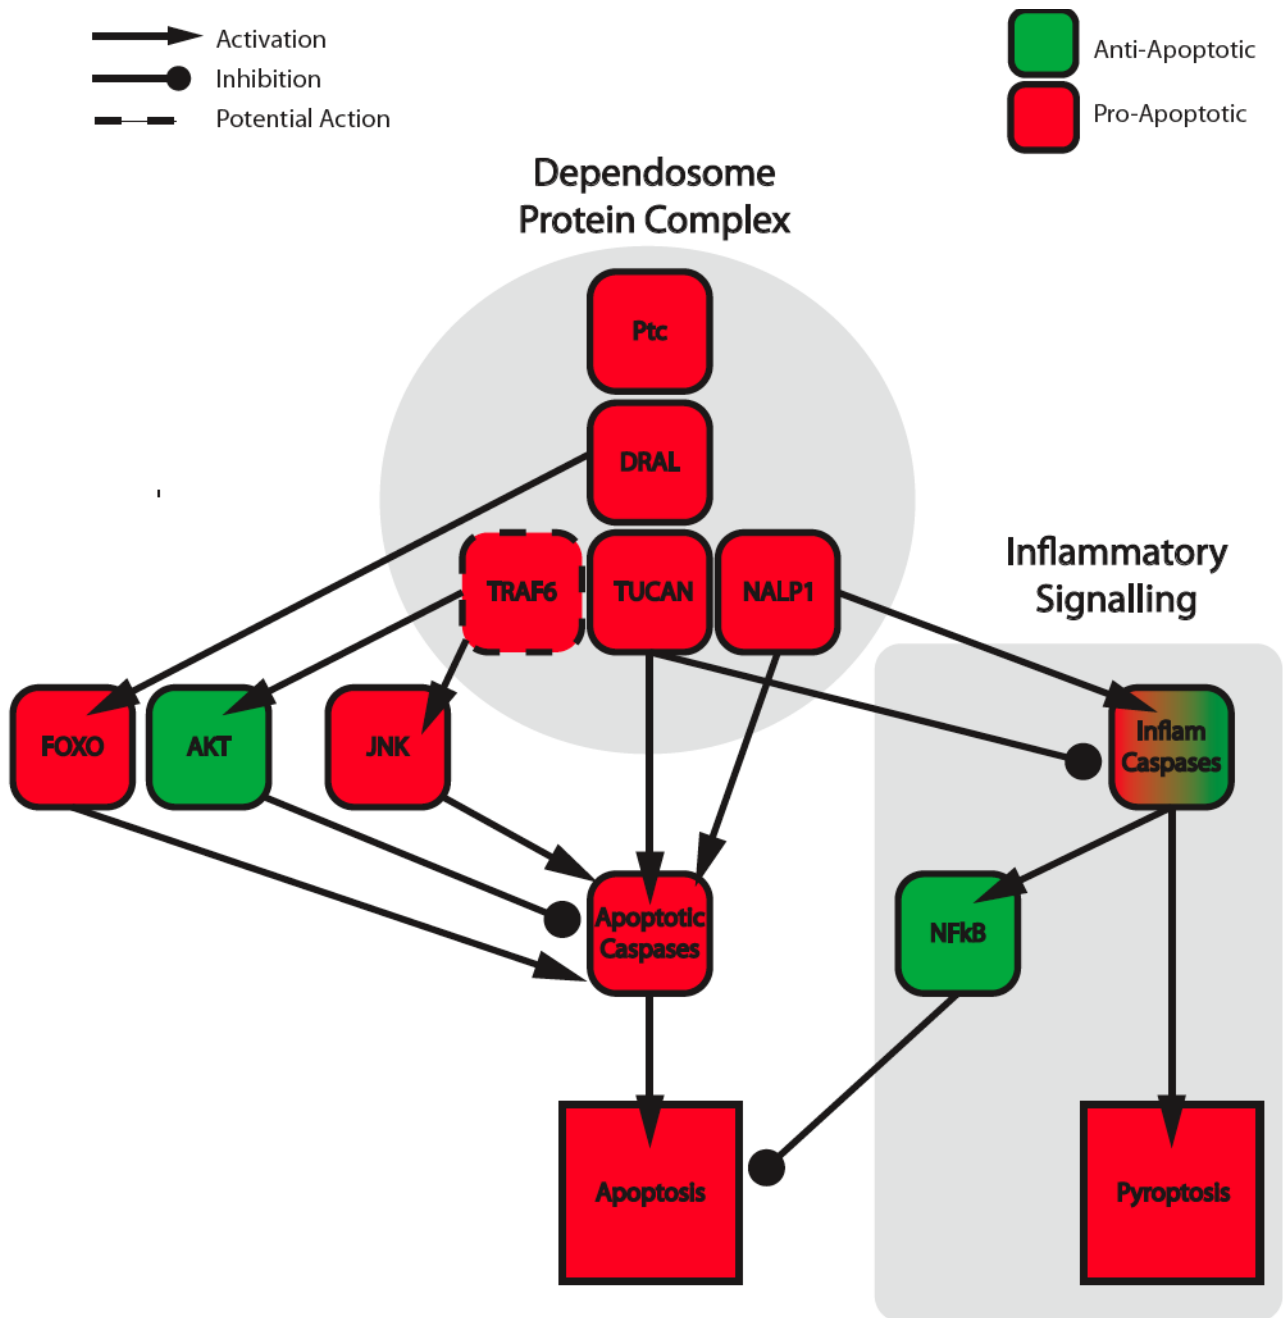 Activation
Inhibition
Potential Action
Anti-Apoptotic
Pro-Apoptotic
Dependosome
Protein Complex
Ptc
DRAL
TRAF6
TUCAN
NALP1
Inflammatory
Signalling
FOXO
AKT
JNK
Inflam
Caspases
Apoptotic
Caspases
NFkB
Apoptosis
Pyroptosis